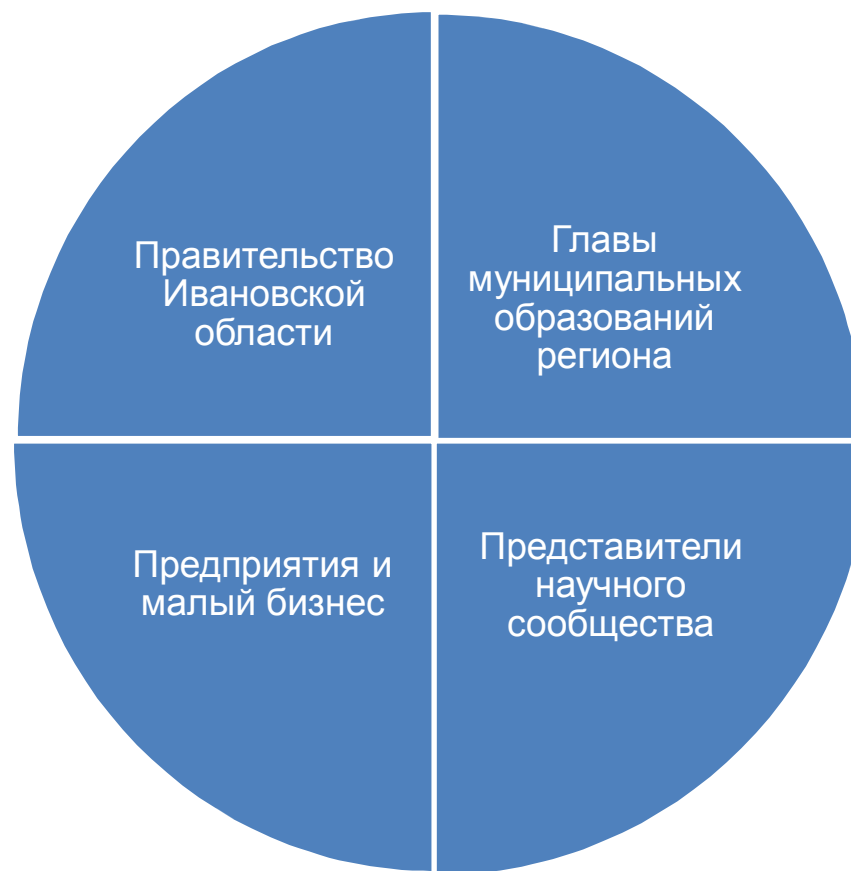 Правительство
Ивановской
области
Главы
муниципальных
образований
региона
Предприятия и
малый бизнес
Представители
научного
сообщества